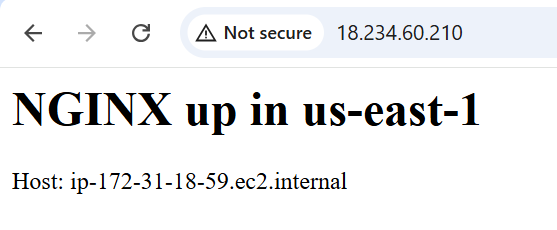 Not secure 18.234.60.210
NGINX up in us-east-1
Host: ip-172-31-18-59.ec2.internal